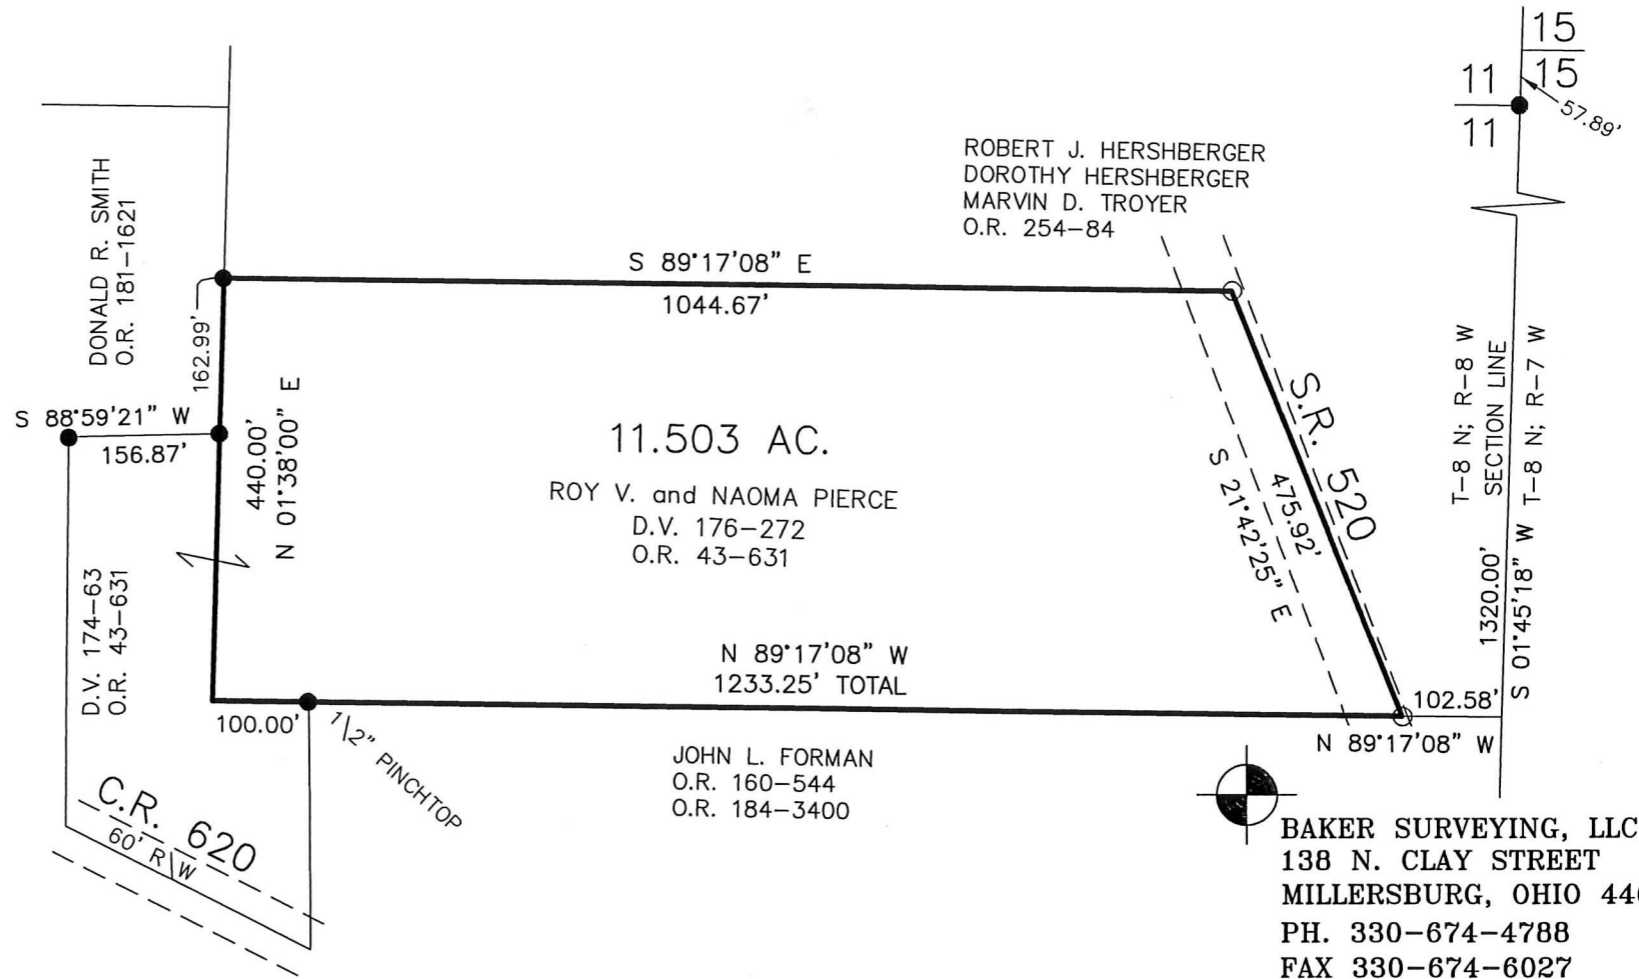 15
11 15
11
57.89'
ROBERT J. HERSHBERGER
DOROTHY HERSHBERGER
MARVIN D. TROYER
O.R. 254-84
DONALD R. SMITH
O.R. 181-1621
S 89°17'08" E
1044.67'
162.99'
S 88°59'21" W
156.87'
440.00'
N 01°38'00" E
11.503 AC.
ROY V. and NAOMA PIERCE
D.V. 176-272
O.R. 43-631
S.R. 520
475.92'
S 21°42'25" E
T-8 N; R-8 W
SECTION LINE
T-8 N; R-7 W
1320.00'
S 01°45'18" W
D.V. 174-63
O.R. 43-631
N 89°17'08" W
1233.25' TOTAL
100.00'
1\2" PINCHTOP
102.58'
N 89°17'08" W
JOHN L. FORMAN
O.R. 160-544
O.R. 184-3400
C.R. 620
60' R\W
BAKER SURVEYING, LLC
138 N. CLAY STREET
MILLERSBURG, OHIO
PH. 330-674-4788
FAX 330-674-6027